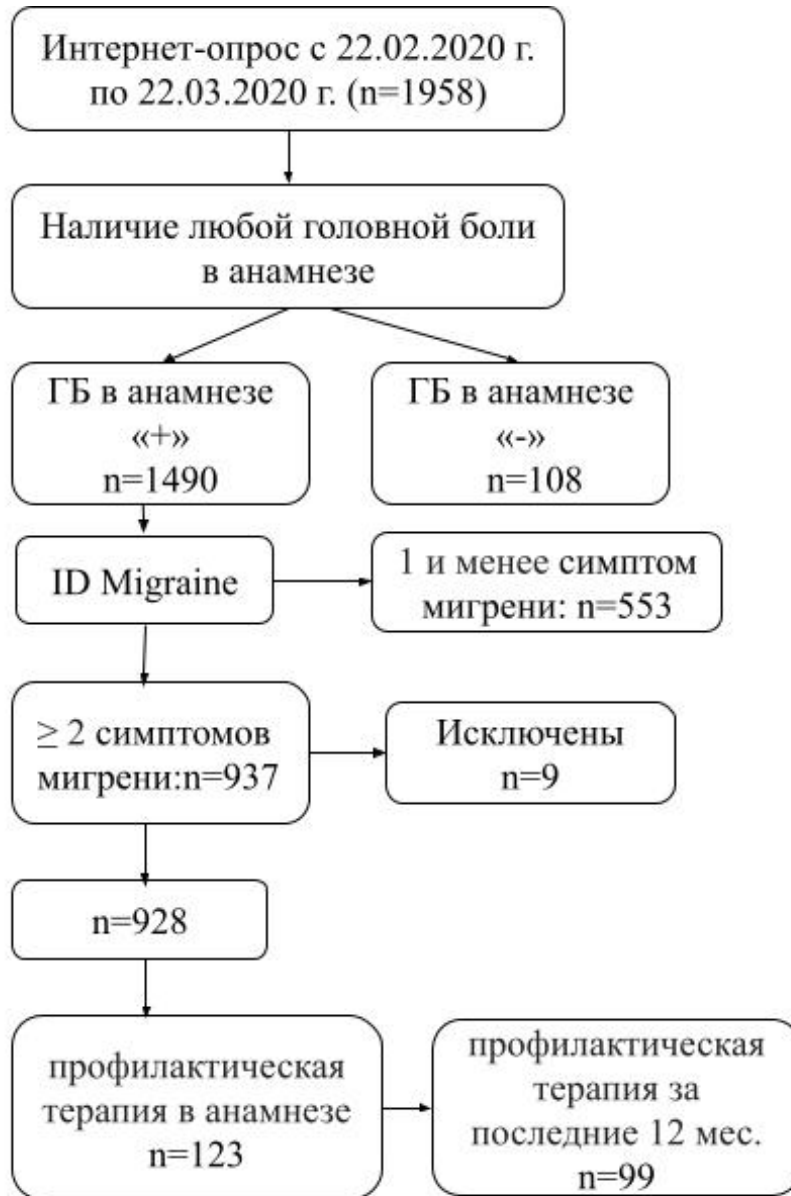 Интернет-опрос с 22.02.2020 г.
по 22.03.2020 г. (n=1958)
Наличие любой головной боли
в анамнезе
ГБ в анамнезе
«+»
n=1490
ГБ в анамнезе
«-»
n=108
ID Migraine
1 и менее симптом
мигрени: n=553
≥ 2 симптомов
мигрени:n=937
Исключены
n=9
n=928
профилактическая
терапия в анамнезе
n=123
профилактическая
терапия за
последние 12 мес.
n=99